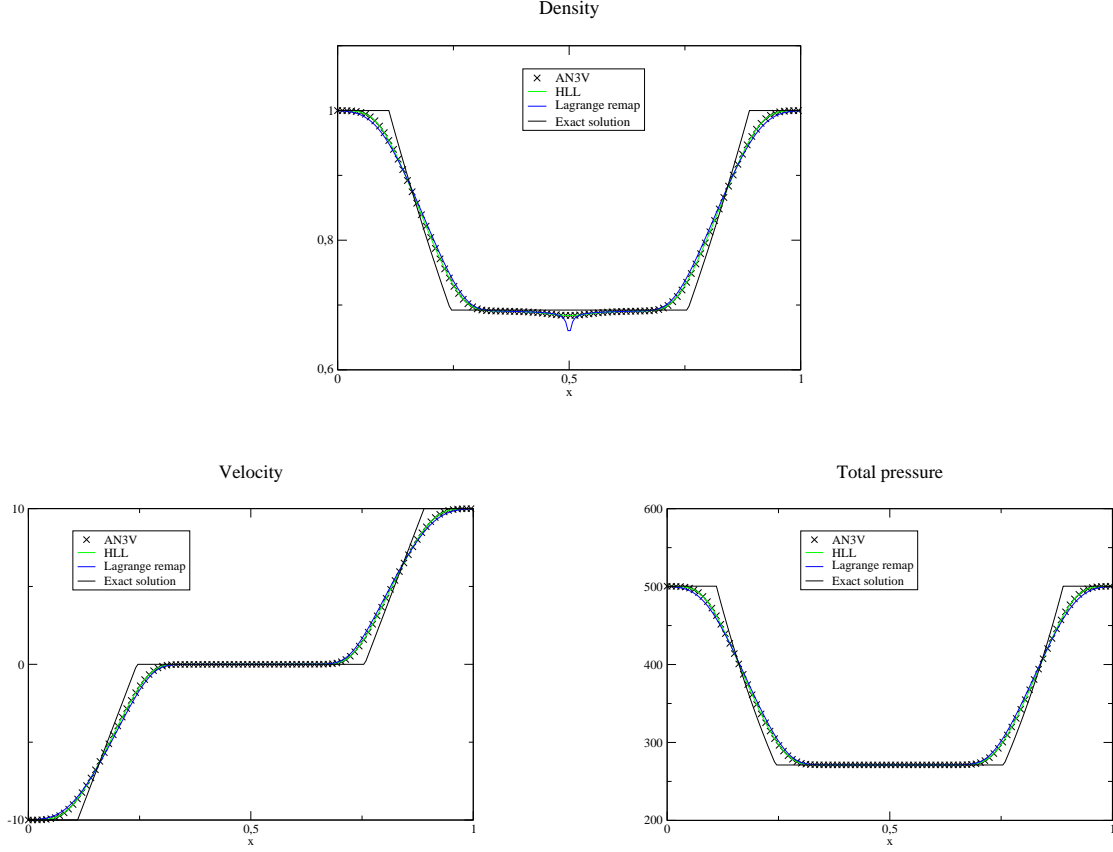 Density
AN3V
HLL
Lagrange remap
Exact solution
1
0,8
0,6
0
0,5
1
x
Velocity
AN3V
HLL
Lagrange remap
Exact solution
10
0
-10
0
0,5
1
x
Total pressure
AN3V
HLL
Lagrange remap
Exact solution
600
500
400
300
200
0
0,5
1
x